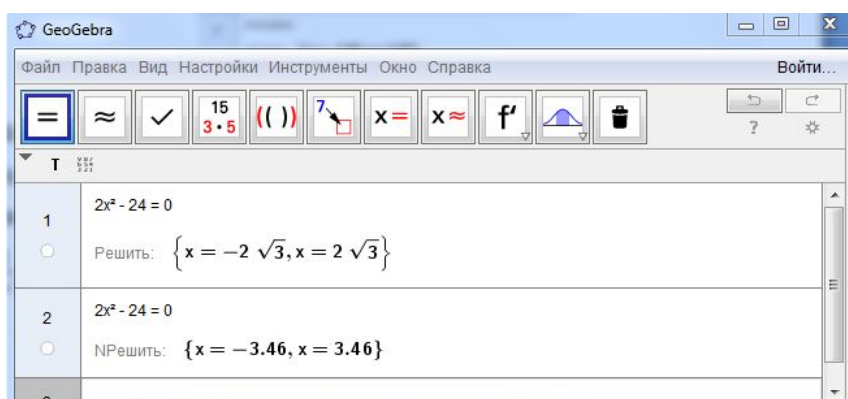 GeoGebra
Файл Правка Вид Настройки Инструменты Окно Справка Войти...
= ≈ ✓ 15 3·5 (( )) 7 x= x≈ f′ ?
T
1 2x² - 24 = 0
Решить: {x = −2 √3, x = 2 √3}
2 2x² - 24 = 0
NРешить: {x = −3.46, x = 3.46}